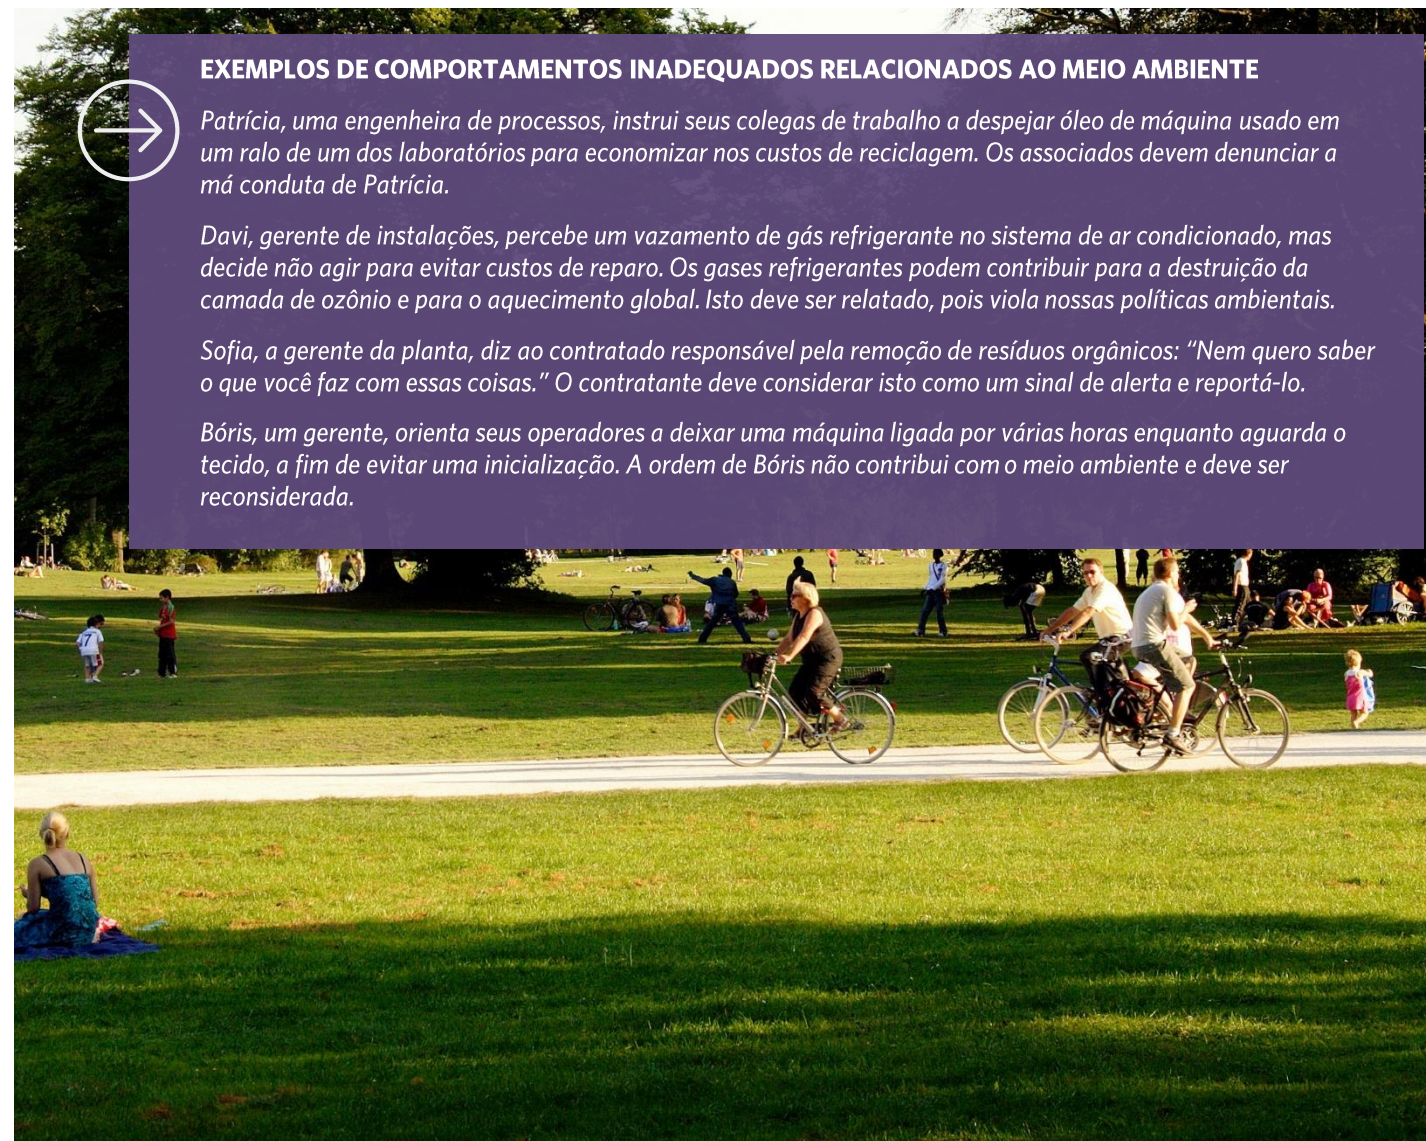 EXEMPLOS DE COMPORTAMENTOS INADEQUADOS RELACIONADOS AO MEIO AMBIENTE
Patrícia, uma engenheira de processos, instrui seus colegas de trabalho a despejar óleo de máquina usado em
um ralo de um dos laboratórios para economizar nos custos de reciclagem. Os associados devem denunciar a
má conduta de Patrícia.
Davi, gerente de instalações, percebe um vazamento de gás refrigerante no sistema de ar condicionado, mas
decide não agir para evitar custos de reparo. Os gases refrigerantes podem contribuir para a destruição da
camada de ozônio e para o aquecimento global. Isto deve ser relatado, pois viola nossas políticas ambientais.
Sofia, a gerente da planta, diz ao contratado responsável pela remoção de resíduos orgânicos: “Nem quero saber
o que você faz com essas coisas.” O contratante deve considerar isto como um sinal de alerta e reportá-lo.
Bóris, um gerente, orienta seus operadores a deixar uma máquina ligada por várias horas enquanto aguarda o
tecido, a fim de evitar uma inicialização. A ordem de Bóris não contribui com o meio ambiente e deve ser
reconsiderada.
7